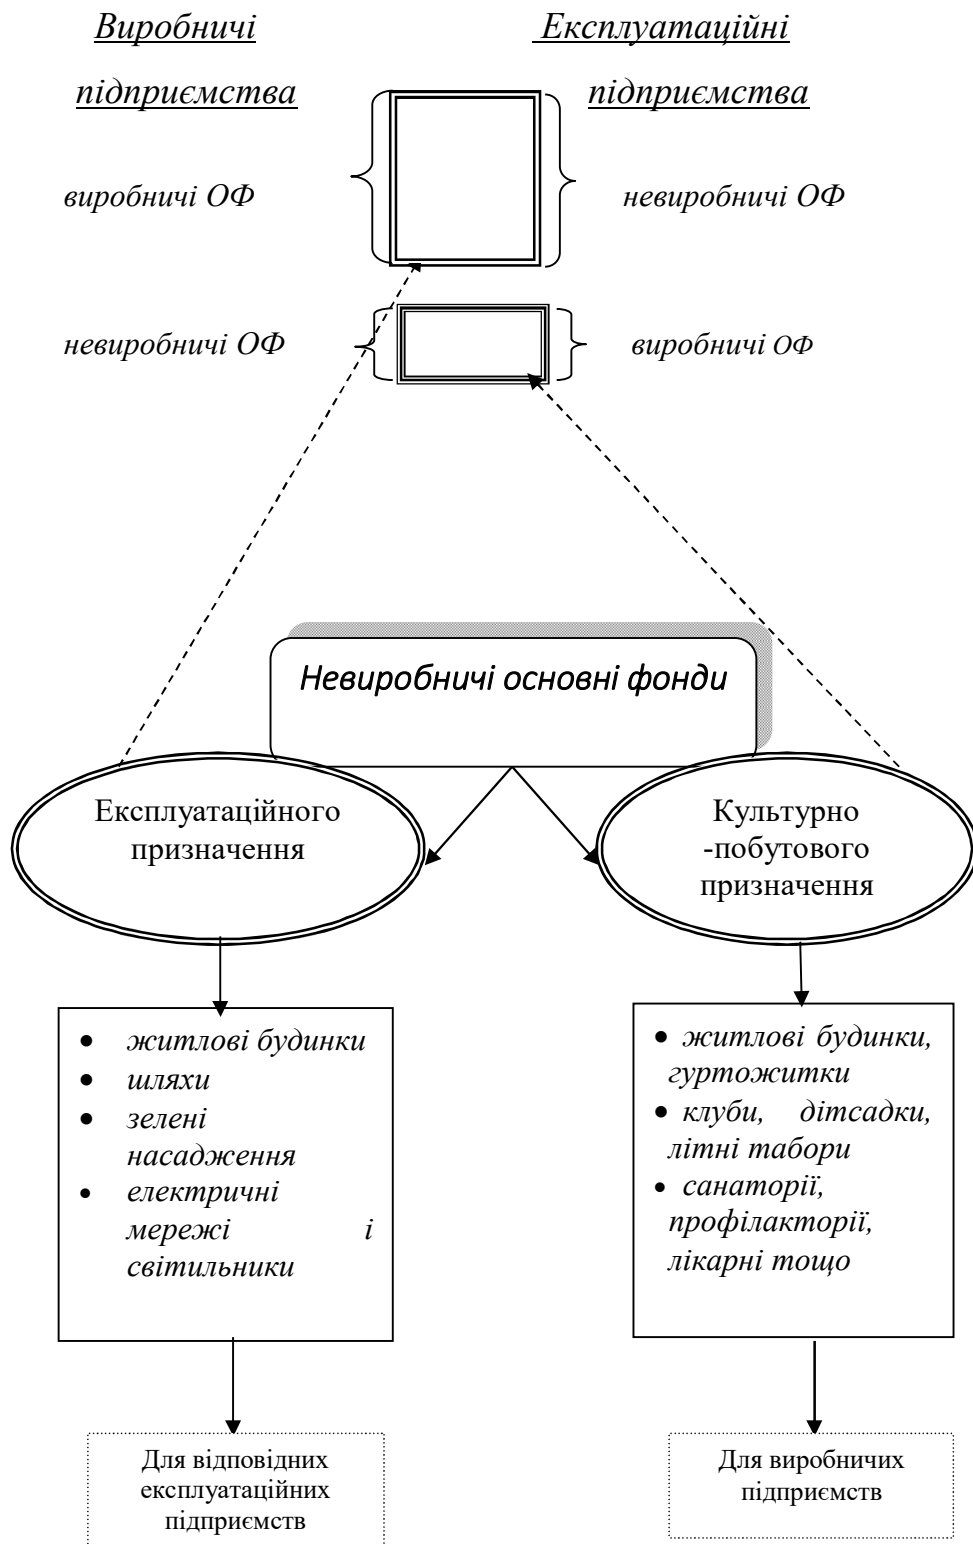 Виробничі Експлуатаційні
підприємства підприємства
виробничі ОФ невиробничі ОФ
невиробничі ОФ виробничі ОФ
Невиробничі основні фонди
Експлуатаційного
призначення
Культурно
-побутового
призначення
• житлові будинки
• шляхи
• зелені
насадження
• електричні
мережі і
світильники
• житлові будинки,
гуртожитки
• клуби, дітсадки,
літні табори
• санаторії,
профілакторії,
лікарні тощо
Для відповідних
експлуатаційних
підприємств
Для виробничих
підприємств